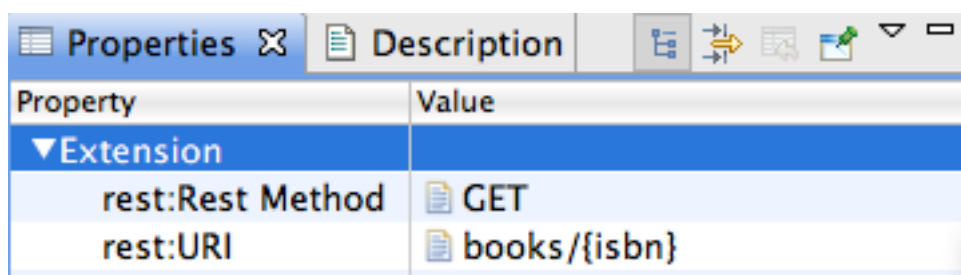 Properties Description
Property Value
Extension
rest:Rest Method GET
rest:URI books/{isbn}